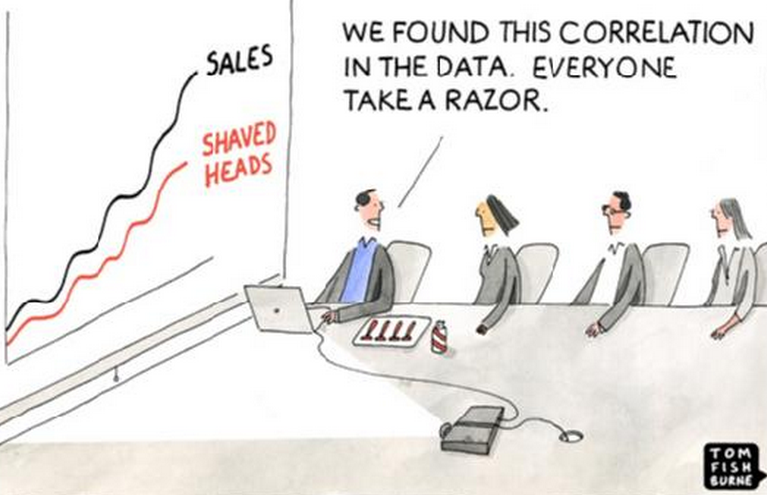 WE FOUND THIS CORRELATION
IN THE DATA. EVERYONE
TAKE A RAZOR.
SALES
SHAVED
HEADS
TOM
FISH
BURNE